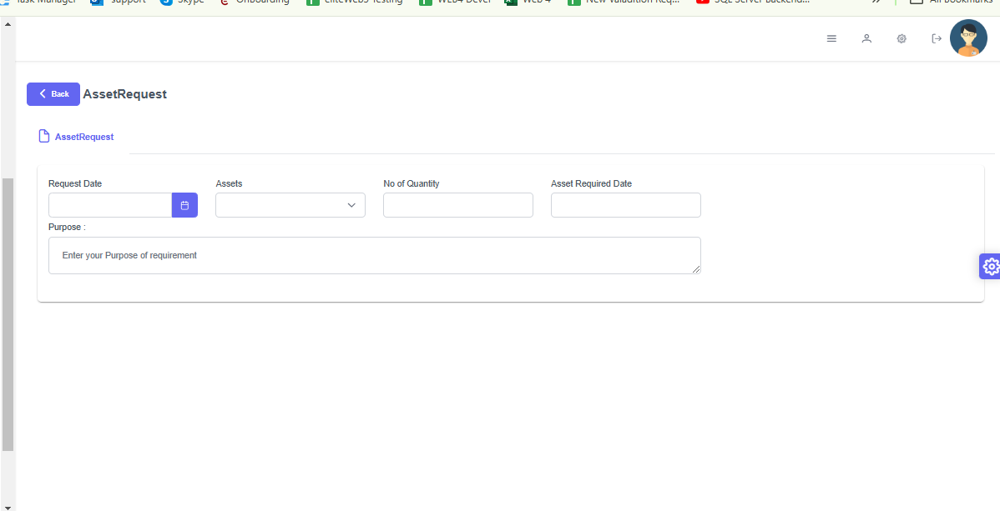 Task Manager support Skype OnBoarding EliteWeb3 Testing WEB4 Devel Web 4 New Valadition Req... SQL Server Backend... All Bookmarks
Back AssetRequest
AssetRequest
Request Date Assets No of Quantity Asset Required Date
Purpose :
Enter your Purpose of requirement